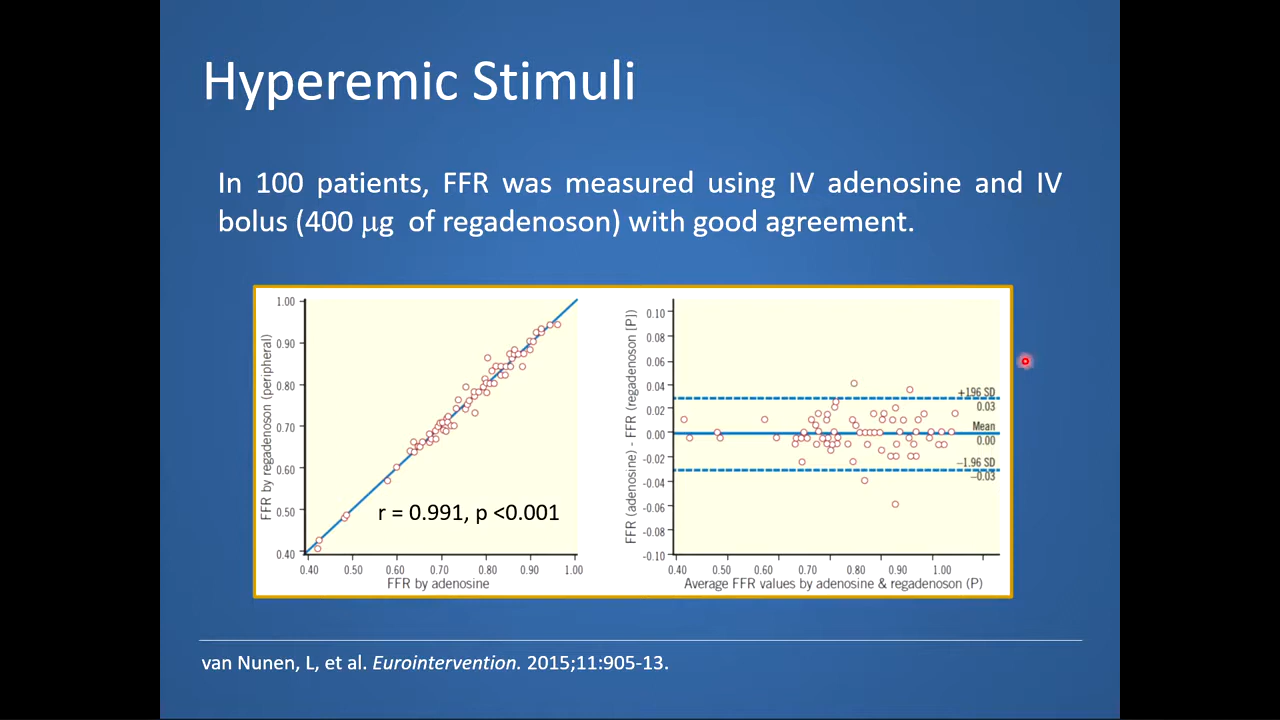 Hyperemic Stimuli
In 100 patients, FFR was measured using IV adenosine and IV
bolus (400 µg of regadenoson) with good agreement.
FFR by regadenoson (peripheral)
1.00
0.90
0.80
0.70
0.60
0.50
0.40
r = 0.991, p <0.001
0.40 0.50 0.60 0.70 0.80 0.90 1.00
FFR by adenosine
FFR (adenosine) - FFR (regadenoson [P])
0.10
0.08
0.06
0.04
0.02
0.00
-0.02
-0.04
-0.06
-0.08
-0.10
+196 SD
0.03
Mean
0.00
−1.96 SD
−0.03
0.40 0.50 0.60 0.70 0.80 0.90 1.00
Average FFR values by adenosine & regadenoson (P)
van Nunen, L, et al. Eurointervention. 2015;11:905-13.